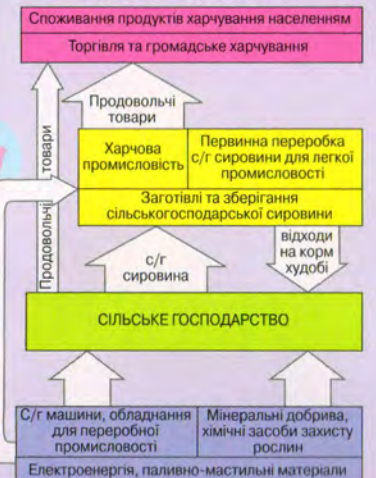 Споживання продуктів харчування населенням
Торгівля та громадське харчування
Продовольчі
товари
Продовольчі товари
Харчова
промисловість
Первинна переробка
с/г сировини для легкої
промисловості
Заготівлі та зберігання
сільськогосподарської сировини
с/г
сировина
відходи
на корм
худобі
СІЛЬСЬКЕ ГОСПОДАРСТВО
С/г машини, обладнання
для переробної
промисловості
Мінеральні добрива,
хімічні засоби захисту
рослин
Електроенергія, паливно-мастильні матеріали